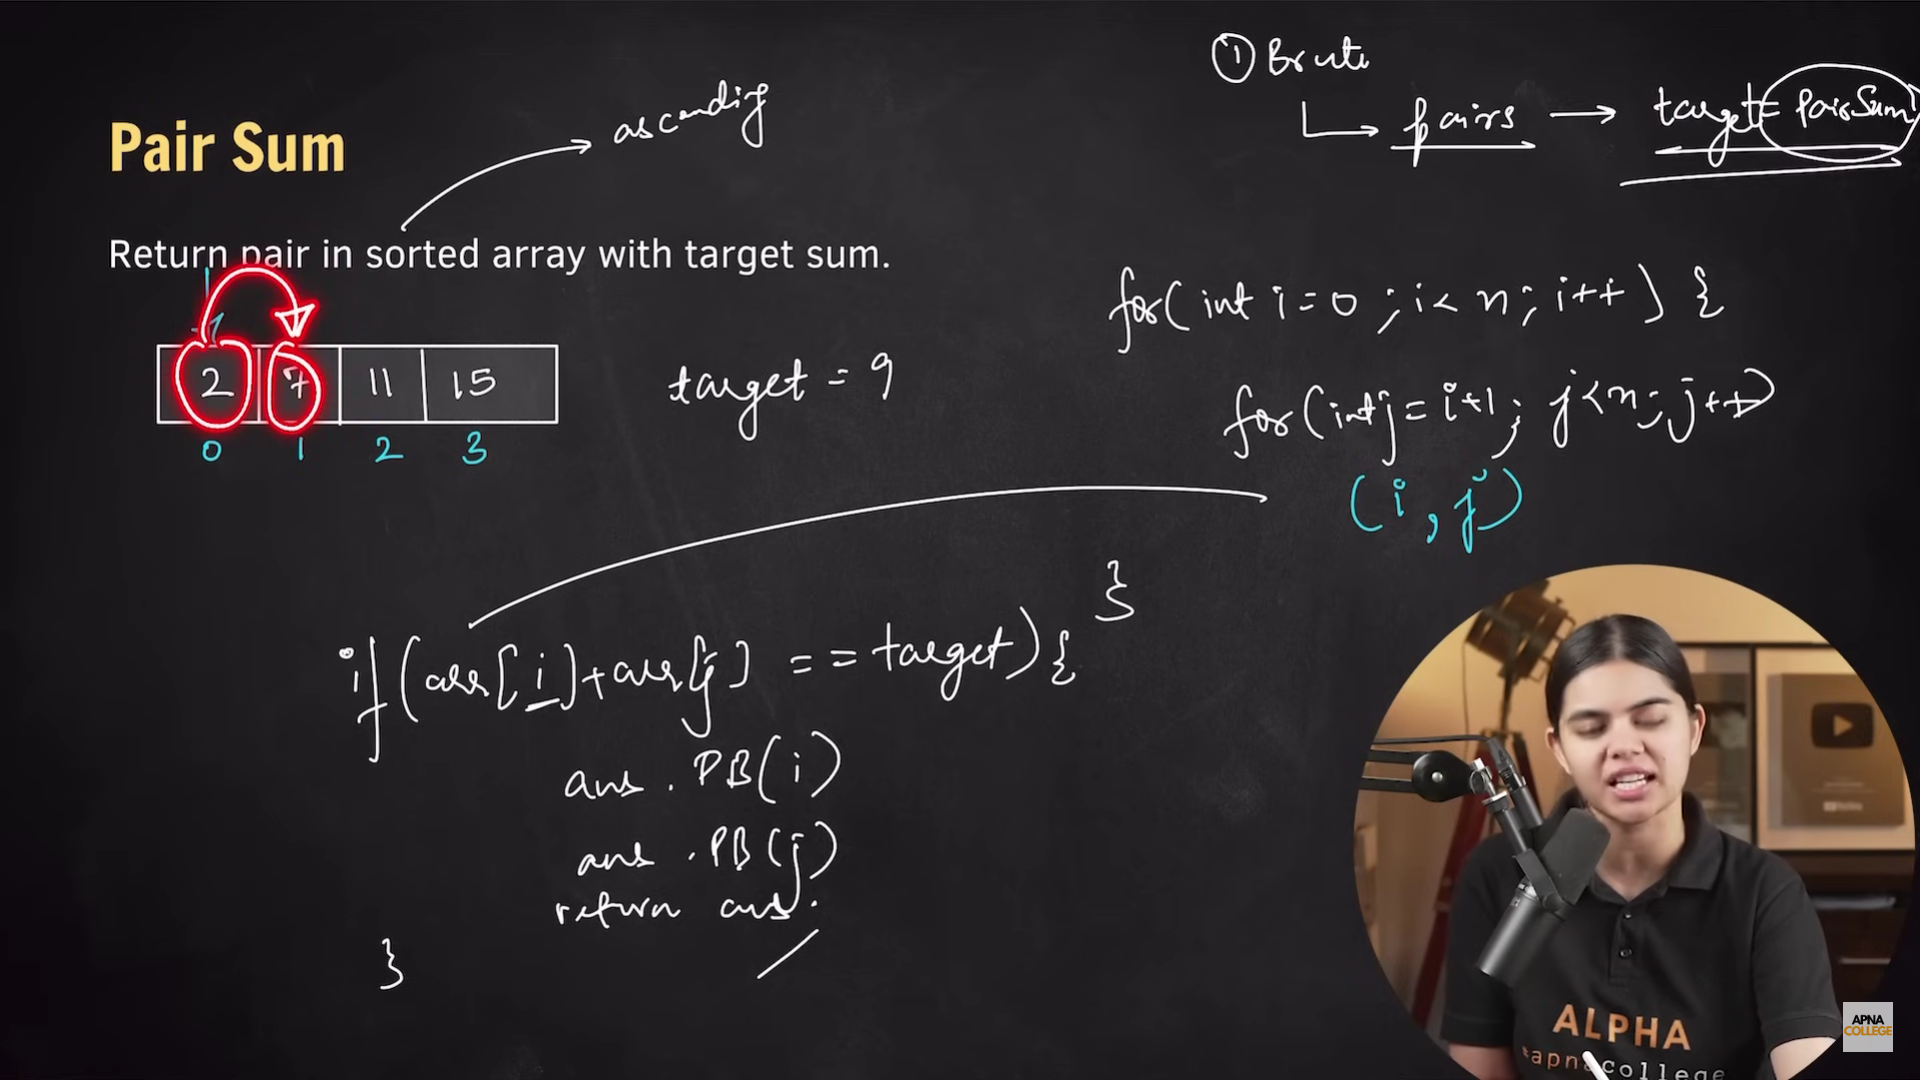 ① Brute
ascending
pairs → target = PairSum
Pair Sum
Return pair in sorted array with target sum.
for(int i=0; i<n; i++) {
2 7 11 15
target = 9
0 1 2 3
for(int j=i+1; j<n; j++)
(i, j)
}
if(arr[i]+arr[j] == target){
ans.PB(i)
ans.PB(j)
return ans.
}
ALPHA
#apnacollege
APNA
COLLEGE